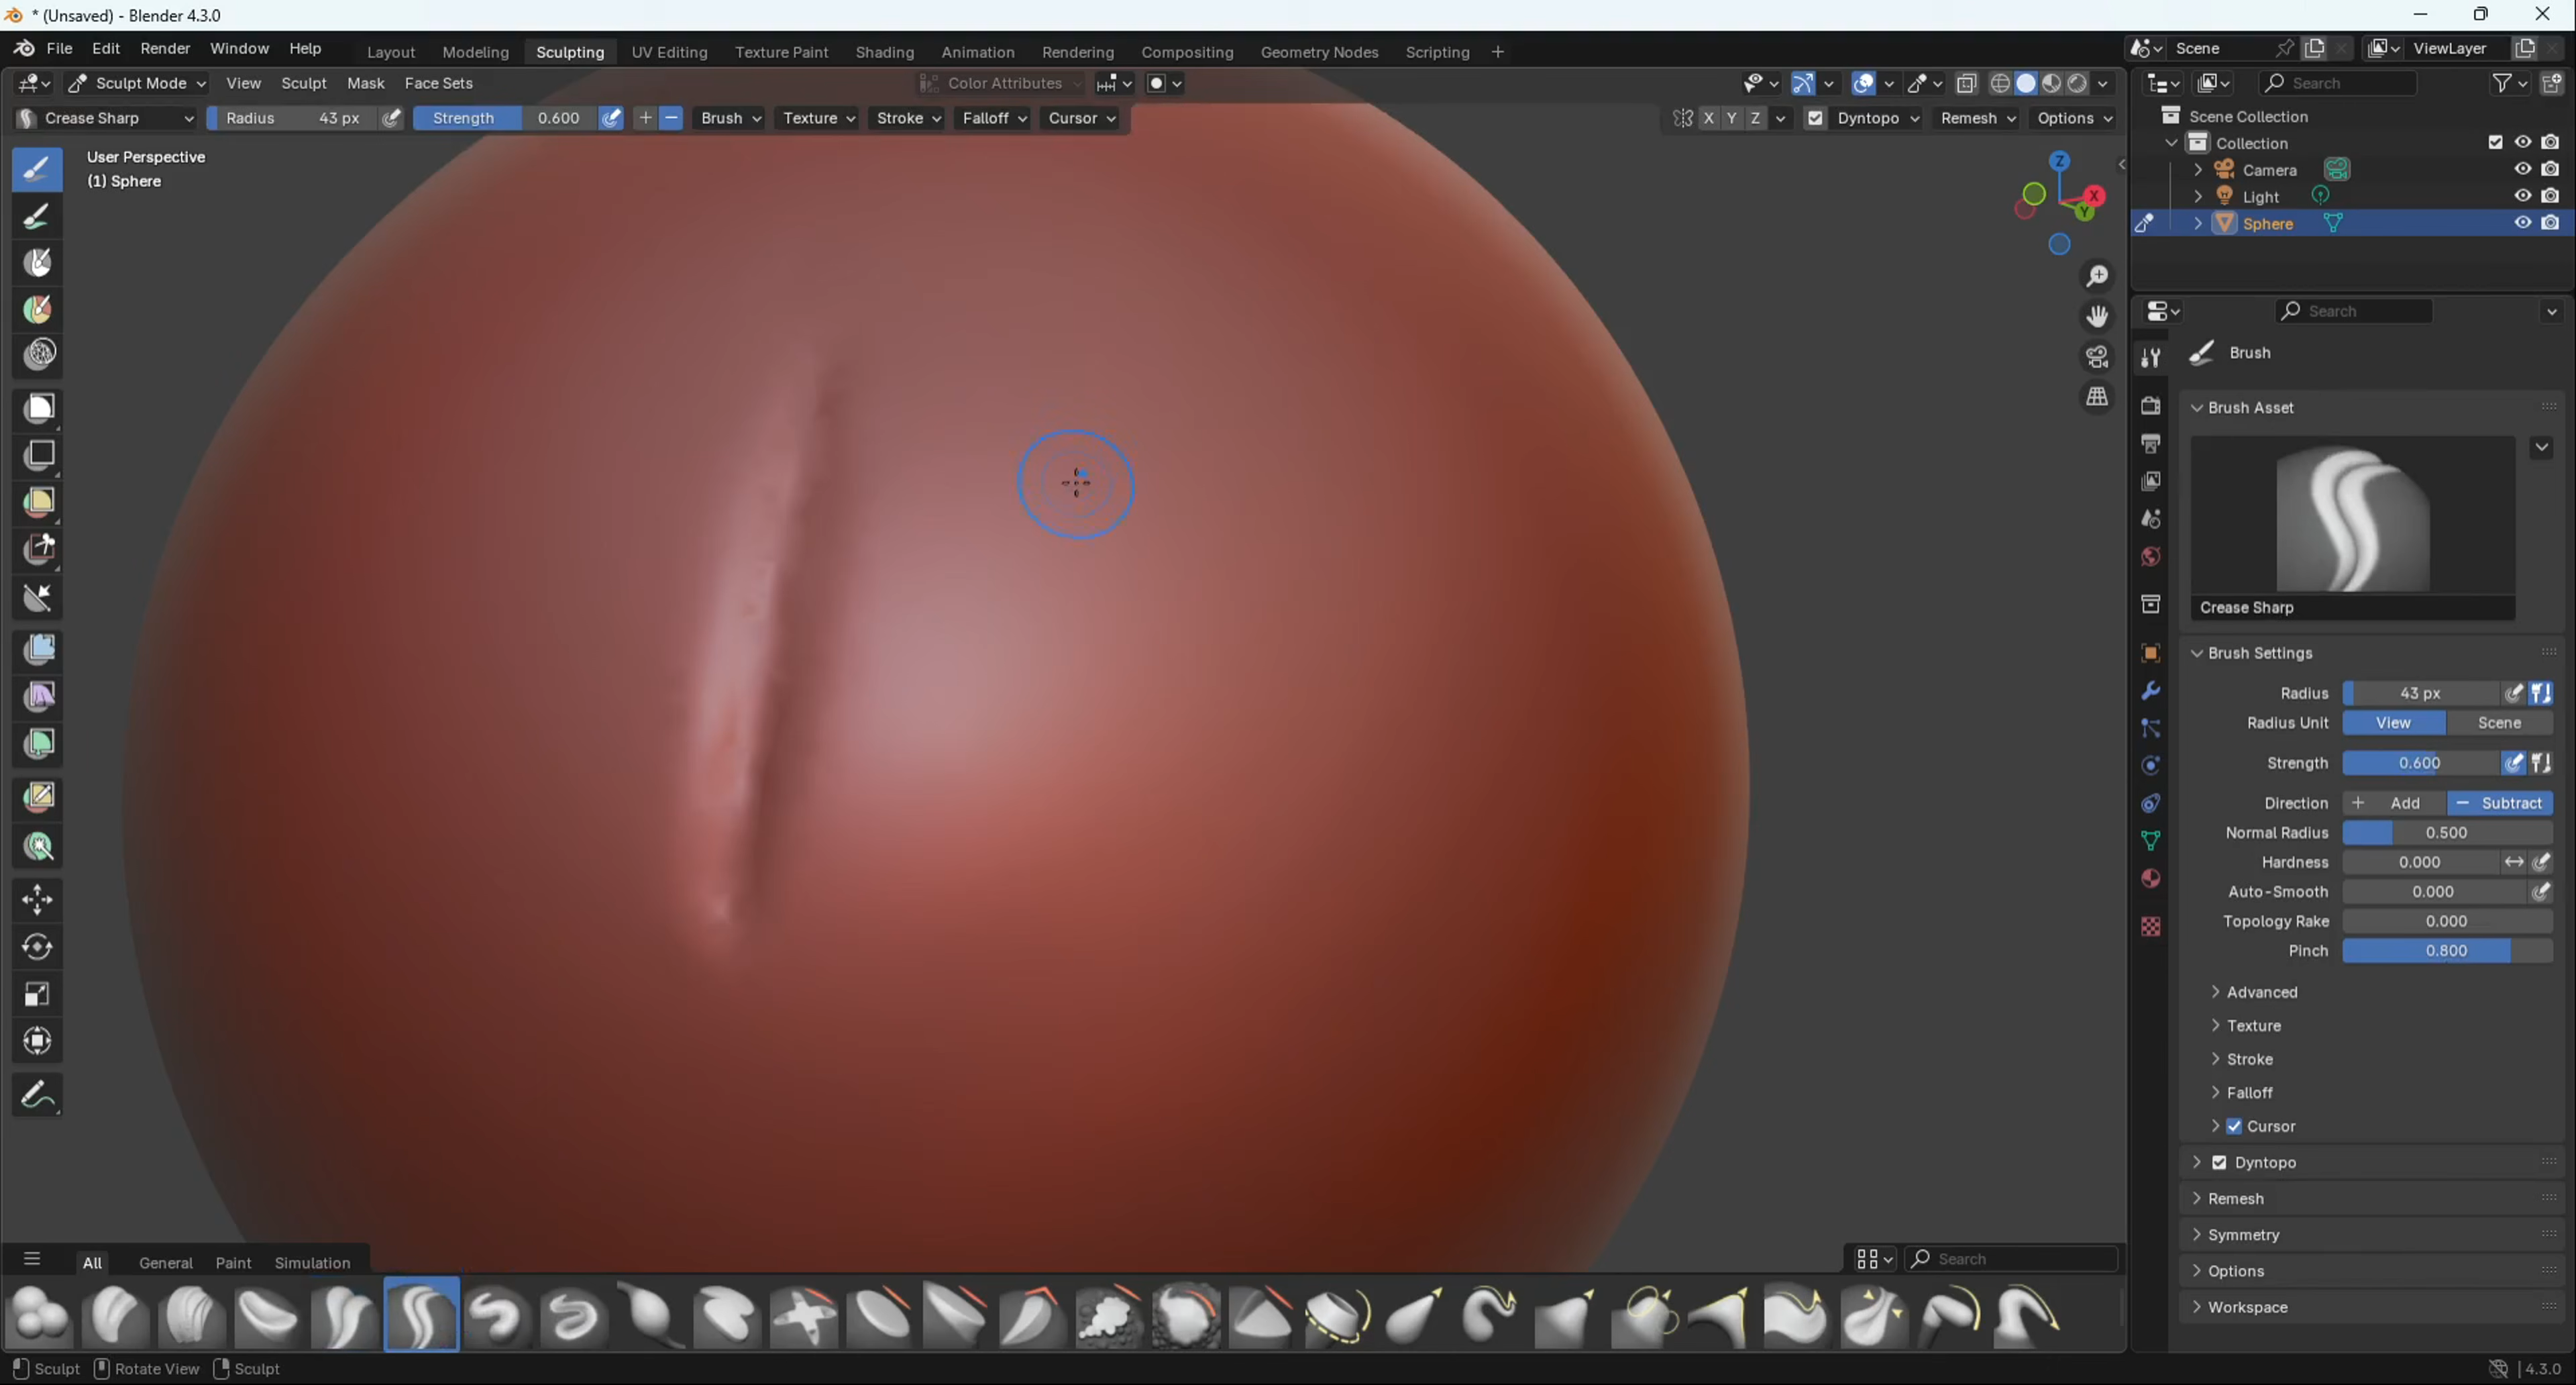 * (Unsaved) - Blender 4.3.0
File Edit Render Window Help Layout Modeling Sculpting UV Editing Texture Paint Shading Animation Rendering Compositing Geometry Nodes Scripting + Scene ViewLayer
Sculpt Mode View Sculpt Mask Face Sets Color Attributes
Crease Sharp Radius 43 px Strength 0.600 + − Brush Texture Stroke Falloff Cursor X Y Z Dyntopo Remesh Options
User Perspective
(1) Sphere
Z
X
Y
Search
Scene Collection
Collection
Camera
Light
Sphere
Search
Brush
Brush Asset
Crease Sharp
Brush Settings
Radius 43 px
Radius Unit View Scene
Strength 0.600
Direction + Add − Subtract
Normal Radius 0.500
Hardness 0.000
Auto-Smooth 0.000
Topology Rake 0.000
Pinch 0.800
Advanced
Texture
Stroke
Falloff
Cursor
Dyntopo
Remesh
Symmetry
Options
Workspace
All General Paint Simulation Search
Sculpt Rotate View Sculpt 4.3.0